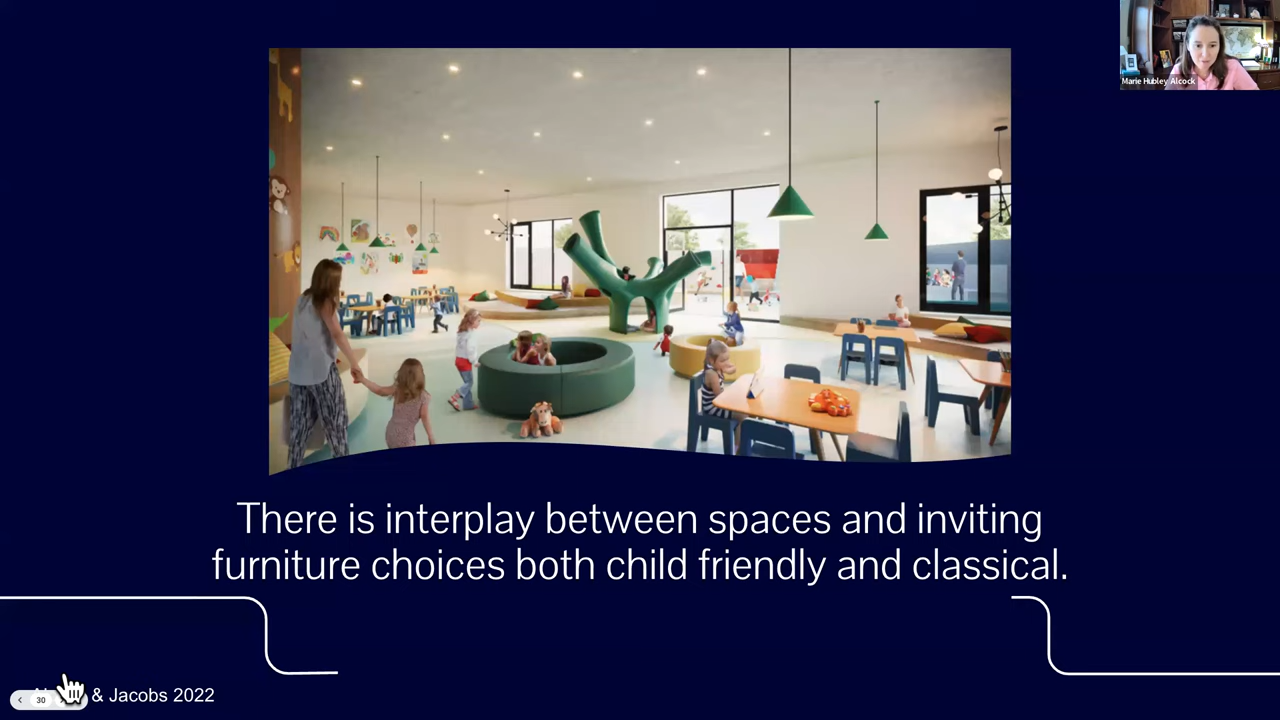 Marie Hubley Alcock
There is interplay between spaces and inviting
furniture choices both child friendly and classical.
30
& Jacobs 2022